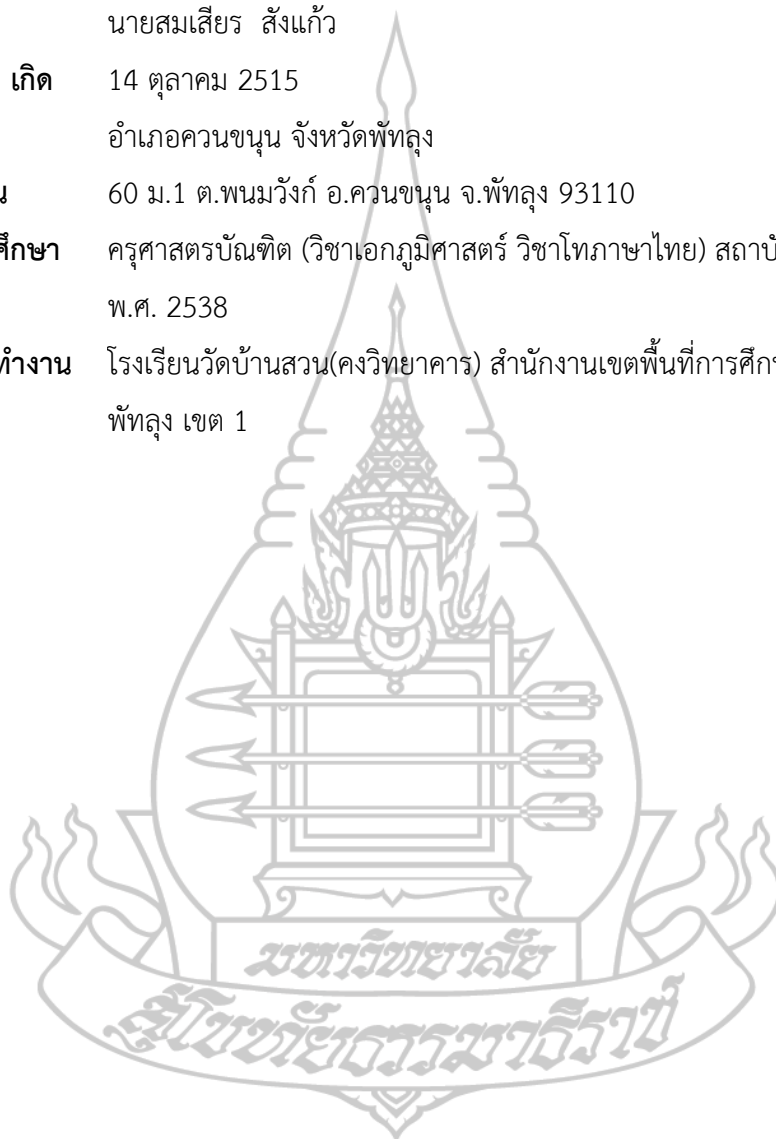 นายสมเสียร สังแก้ว
เกิด 14 ตุลาคม 2515
อำเภอควนขนุน จังหวัดพัทลุง
60 ม.1 ต.พนมวังก์ อ.ควนขนุน จ.พัทลุง 93110
ศึกษา ครุศาสตรบัณฑิต (วิชาเอกภูมิศาสตร์ วิชาโทภาษาไทย)
พ.ศ. 2538
ทำงาน โรงเรียนวัดบ้านสวน(คงวิทยาคาร) สำนักงานเขตพื้นที่การศึกษ
พัทลุง เขต 1
มหาวิทยาลัย
สุโขทัยธรรมาธิราช